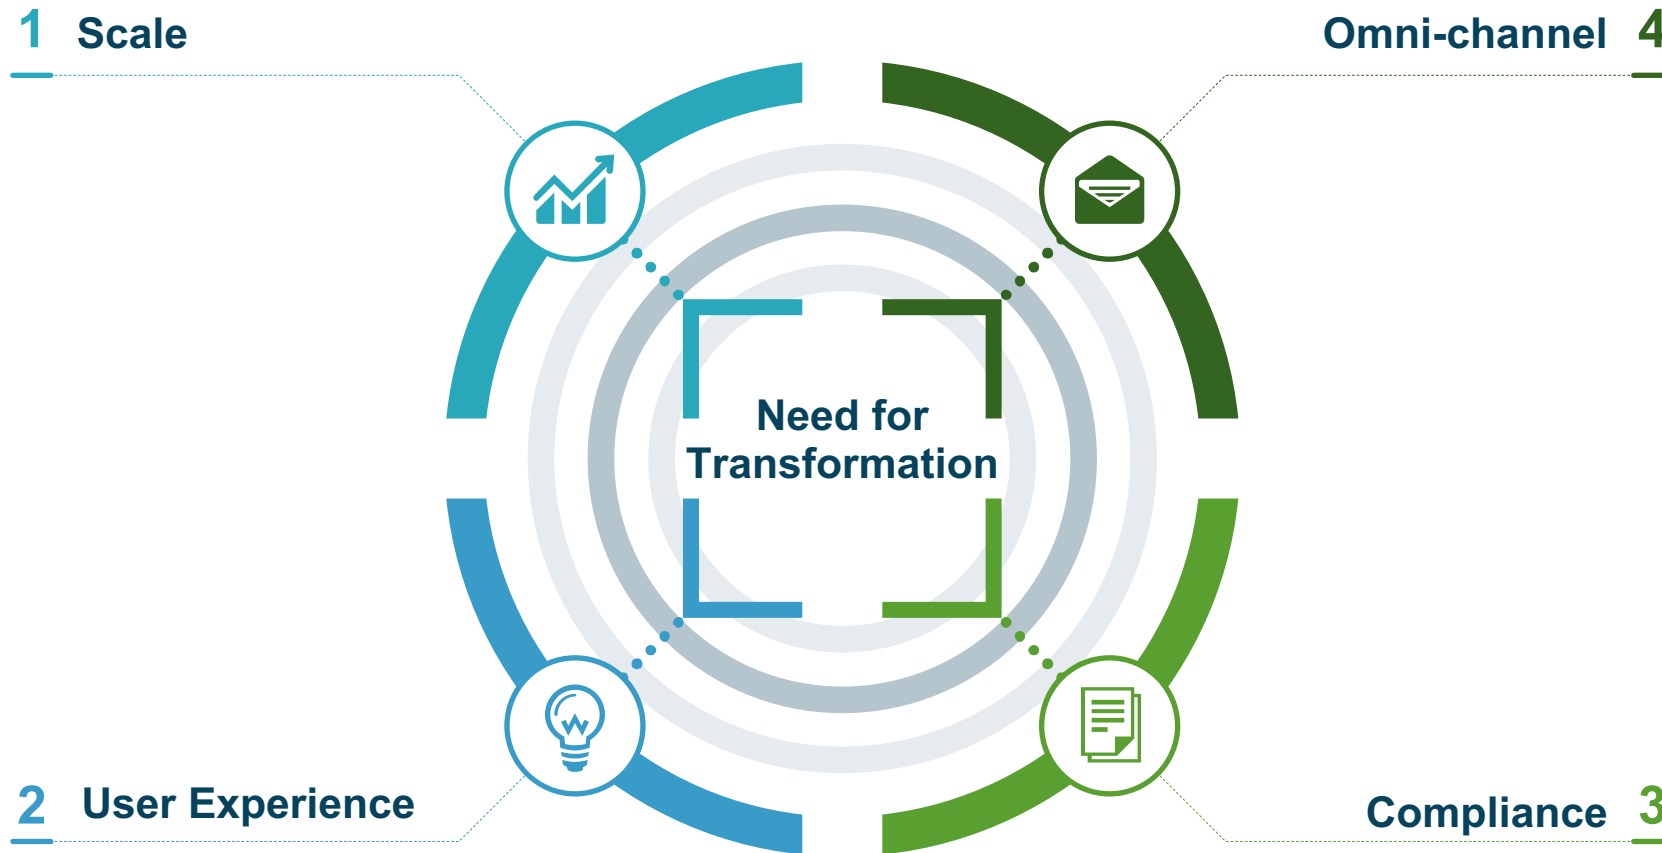 1 Scale
Omni-channel 4
Need for
Transformation
2 User Experience
Compliance 3